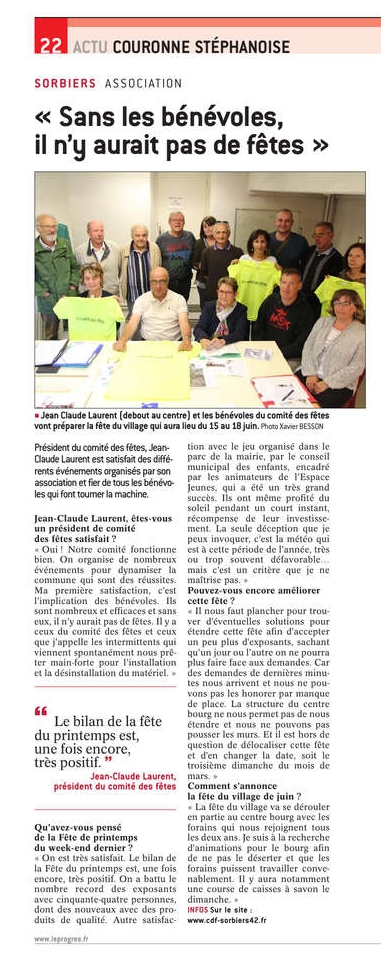 22 ACTU COURONNE STÉPHANOISE
SORBIERS ASSOCIATION
« Sans les bénévoles,
il n’y aurait pas de fêtes »
Jean Claude Laurent (debout au centre) et les bénévoles du comité des fêtes
vont préparer la fête du village qui aura lieu du 15 au 18 juin. Photo Xavier BESSON
Président du comité des fêtes, Jean-
Claude Laurent est satisfait des diffé-
rents événements organisés par son
association et fier de tous les bénévo-
les qui font tourner la machine.
Jean-Claude Laurent, êtes-vous
un président de comité
des fêtes satisfait ?
« Oui ! Notre comité fonctionne
bien. On organise de nombreux
événements pour dynamiser la
commune qui sont des réussites.
Ma première satisfaction, c’est
l’implication des bénévoles. Ils
sont nombreux et efficaces et sans
eux, il n’y aurait pas de fêtes. Il y a
ceux du comité des fêtes et ceux
que j’appelle les intermittents qui
viennent spontanément nous prê-
ter main-forte pour l’installation
et la désinstallation du matériel. »
“ Le bilan de la fête
du printemps est,
une fois encore,
très positif. ”
Jean-Claude Laurent,
président du comité des fêtes
Qu’avez-vous pensé
de la Fête de printemps
du week-end dernier ?
« On est très satisfait. Le bilan de
la Fête du printemps est, une fois
encore, très positif. On a battu le
nombre record des exposants
avec cinquante-quatre personnes,
dont des nouveaux avec des pro-
duits de qualité. Autre satisfac-
tion avec le jeu organisé dans le
parc de la mairie, par le conseil
municipal des enfants, encadré
par les animateurs de l’Espace
Jeunes, qui a été un très grand
succès. Ils ont même profité du
soleil pendant un court instant,
récompense de leur investisse-
ment. La seule déception que je
peux invoquer, c’est la météo qui
est à cette période de l’année, très
ou trop souvent défavorable…
mais c’est un critère que je ne
maîtrise pas. »
Pouvez-vous encore améliorer
cette fête ?
« Il nous faut plancher pour trou-
ver d’éventuelles solutions pour
étendre cette fête afin d’accepter
un peu plus d’exposants, sachant
qu’un jour ou l’autre on ne pourra
plus faire face aux demandes. Car
des demandes de dernières minu-
tes nous arrivent et nous ne pou-
vons pas les honorer par manque
de place. La structure du centre
bourg ne nous permet pas de nous
étendre et nous ne pouvons pas
pousser les murs. Et il est hors de
question de délocaliser cette fête
et d’en changer la date, soit le
troisième dimanche du mois de
mars. »
Comment s’annonce
la fête du village de juin ?
« La fête du village va se dérouler
en partie au centre bourg avec les
forains qui nous rejoignent tous
les deux ans. Je suis à la recherche
d’animations pour le bourg afin
de ne pas le déserter et que les
forains puissent travailler conve-
nablement. Il y aura notamment
une course de caisses à savon le
dimanche. »
INFOS Sur le site :
www.cdf-sorbiers42.fr
www.leprogres.fr